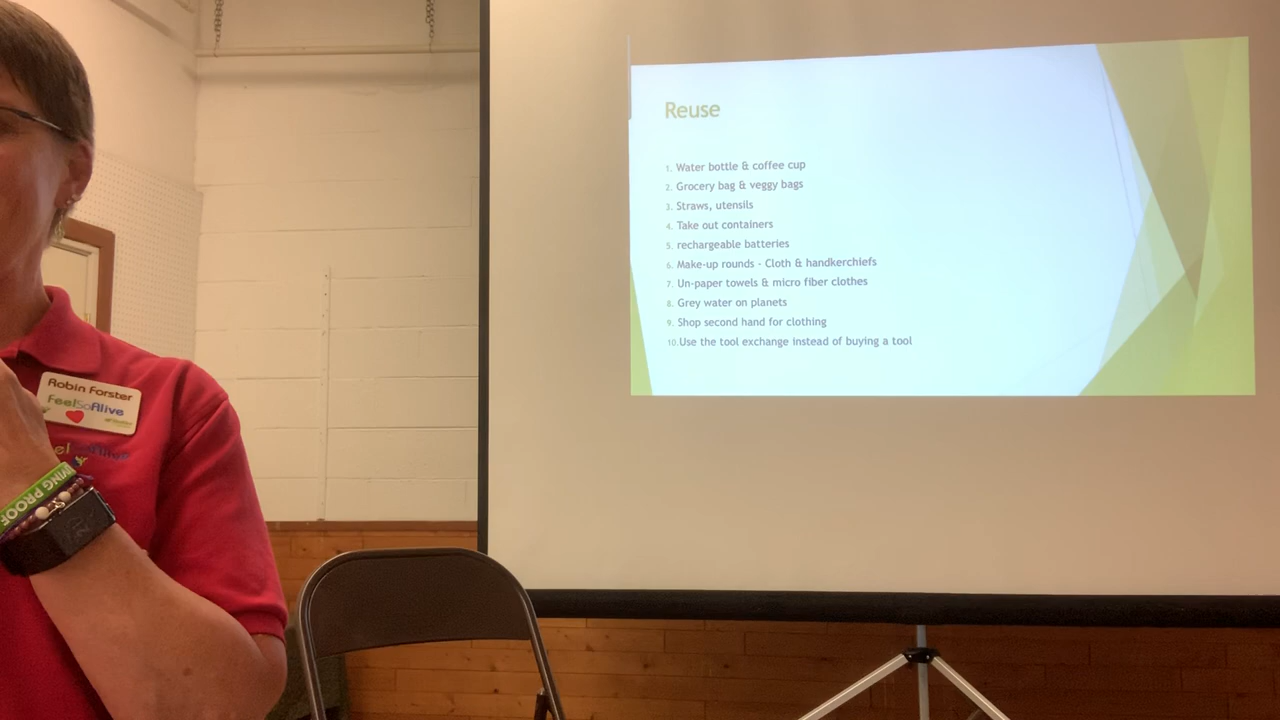 Reuse
1. Water bottle & coffee cup
2. Grocery bag & veggy bags
3. Straws, utensils
4. Take out containers
5. rechargeable batteries
6. Make-up rounds - Cloth & handkerchiefs
7. Un-paper towels & micro fiber clothes
8. Grey water on planets
9. Shop second hand for clothing
10.Use the tool exchange instead of buying a tool
Robin Forster
FeelSoAlive
PROOF